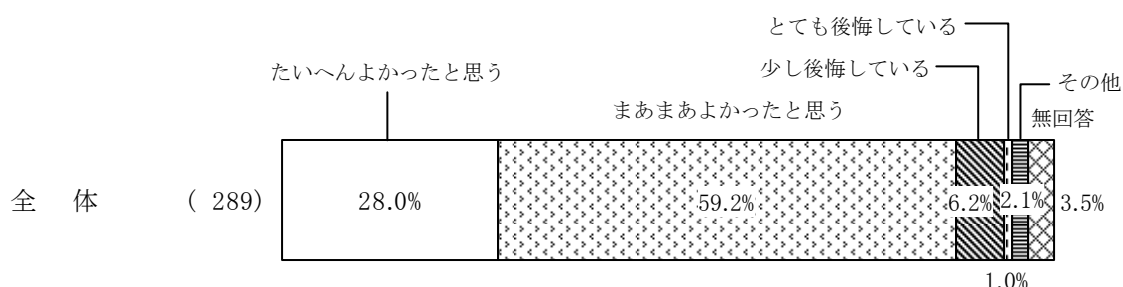 とても後悔している
たいへんよかったと思う
少し後悔している
その他
まあまあよかったと思う
無回答
全 体 ( 289)
28.0%
59.2%
6.2%
2.1%
3.5%
1.0%